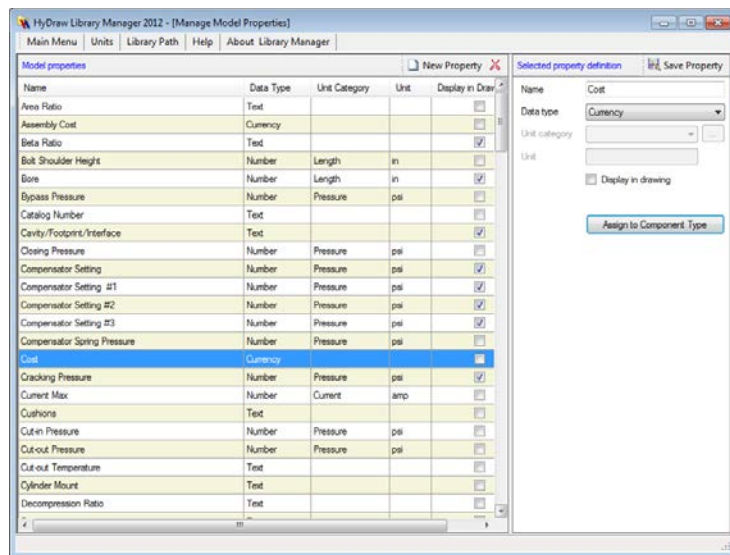 HyDraw Library Manager 2012 - [Manage Model Properties]
Main Menu Units Library Path Help About Library Manager
Model properties New Property
Name Data Type Unit Category Unit Display in Draw
Area Ratio Text
Assembly Cost Currency
Beta Ratio Text
Bolt Shoulder Height Number Length in
Bore Number Length in
Bypass Pressure Number Pressure psi
Catalog Number Text
Cavity/Footprint/Interface Text
Closing Pressure Number Pressure psi
Compensator Setting Number Pressure psi
Compensator Setting #1 Number Pressure psi
Compensator Setting #2 Number Pressure psi
Compensator Setting #3 Number Pressure psi
Compensator Spring Pressure Number Pressure psi
Cost Currency
Cracking Pressure Number Pressure psi
Current Max Number Current amp
Cushions Text
Cut-in Pressure Number Pressure psi
Cut-out Pressure Number Pressure psi
Cut-out Temperature Text
Cylinder Mount Text
Decompression Ratio Text
Selected property definition Save Property
Name Cost
Data type Currency
Unit category ...
Unit
Display in drawing
Assign to Component Type